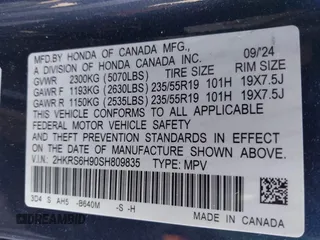 MFD.BY HONDA OF CANADA MFG.,
A DIVISION OF HONDA CANADA INC. 09/'24
GVWR 2300KG (5070LBS) TIRE SIZE RIM SIZE
GAWR F 1193KG (2630LBS) 235/55R19 101H 19X7.5J
GAWR R 1150KG (2535LBS) 235/55R19 101H 19X7.5J
THIS VEHICLE CONFORMS TO ALL APPLICABLE
FEDERAL MOTOR VEHICLE SAFETY, BUMPER,
AND THEFT PREVENTION STANDARDS IN EFFECT ON
THE DATE OF MANUFACTURE SHOWN ABOVE.
V.I.N: 2HKRS6H90SH809835 TYPE: MPV
3D4 S AH5 -B640M -S -H
MADE IN CANADA
DREAMRSD